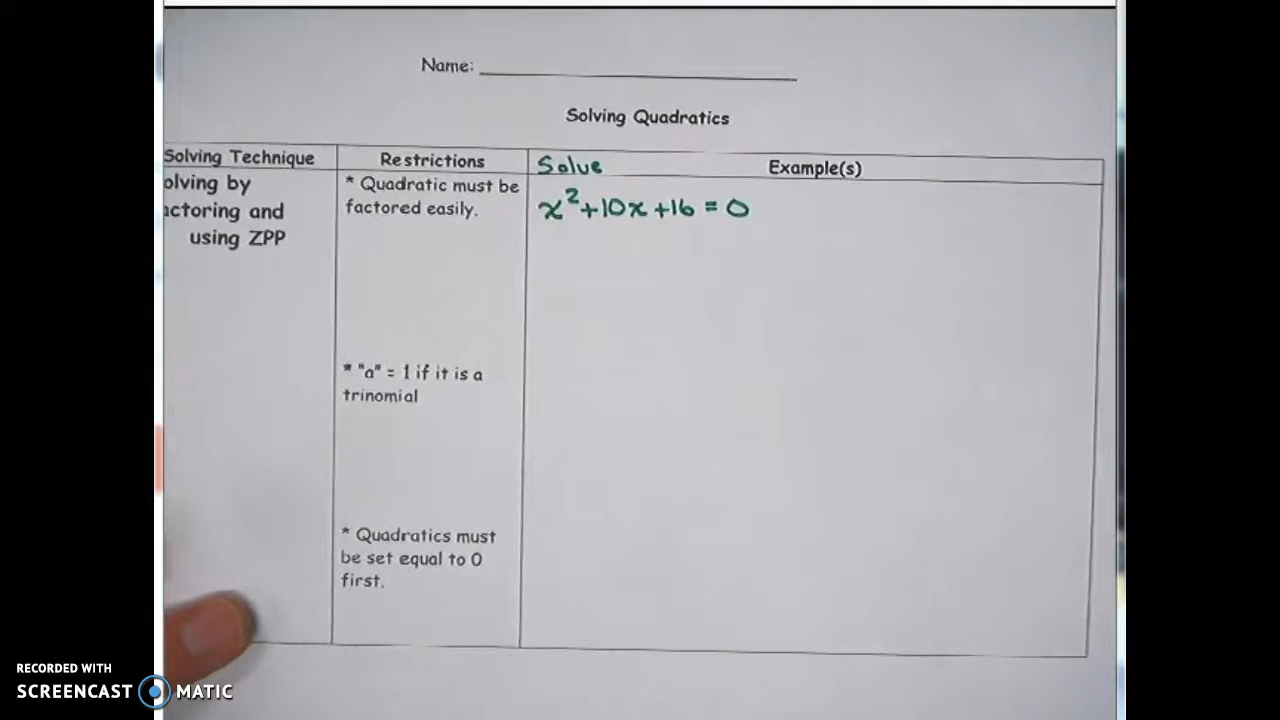 Name:
Solving Quadratics
Solving Technique
Restrictions
Solve
Example(s)
olving by
actoring and
using ZPP
* Quadratic must be
factored easily.
x²+10x+16=0
* "a" = 1 if it is a
trinomial
* Quadratics must
be set equal to 0
first.
RECORDED WITH
SCREENCAST MATIC